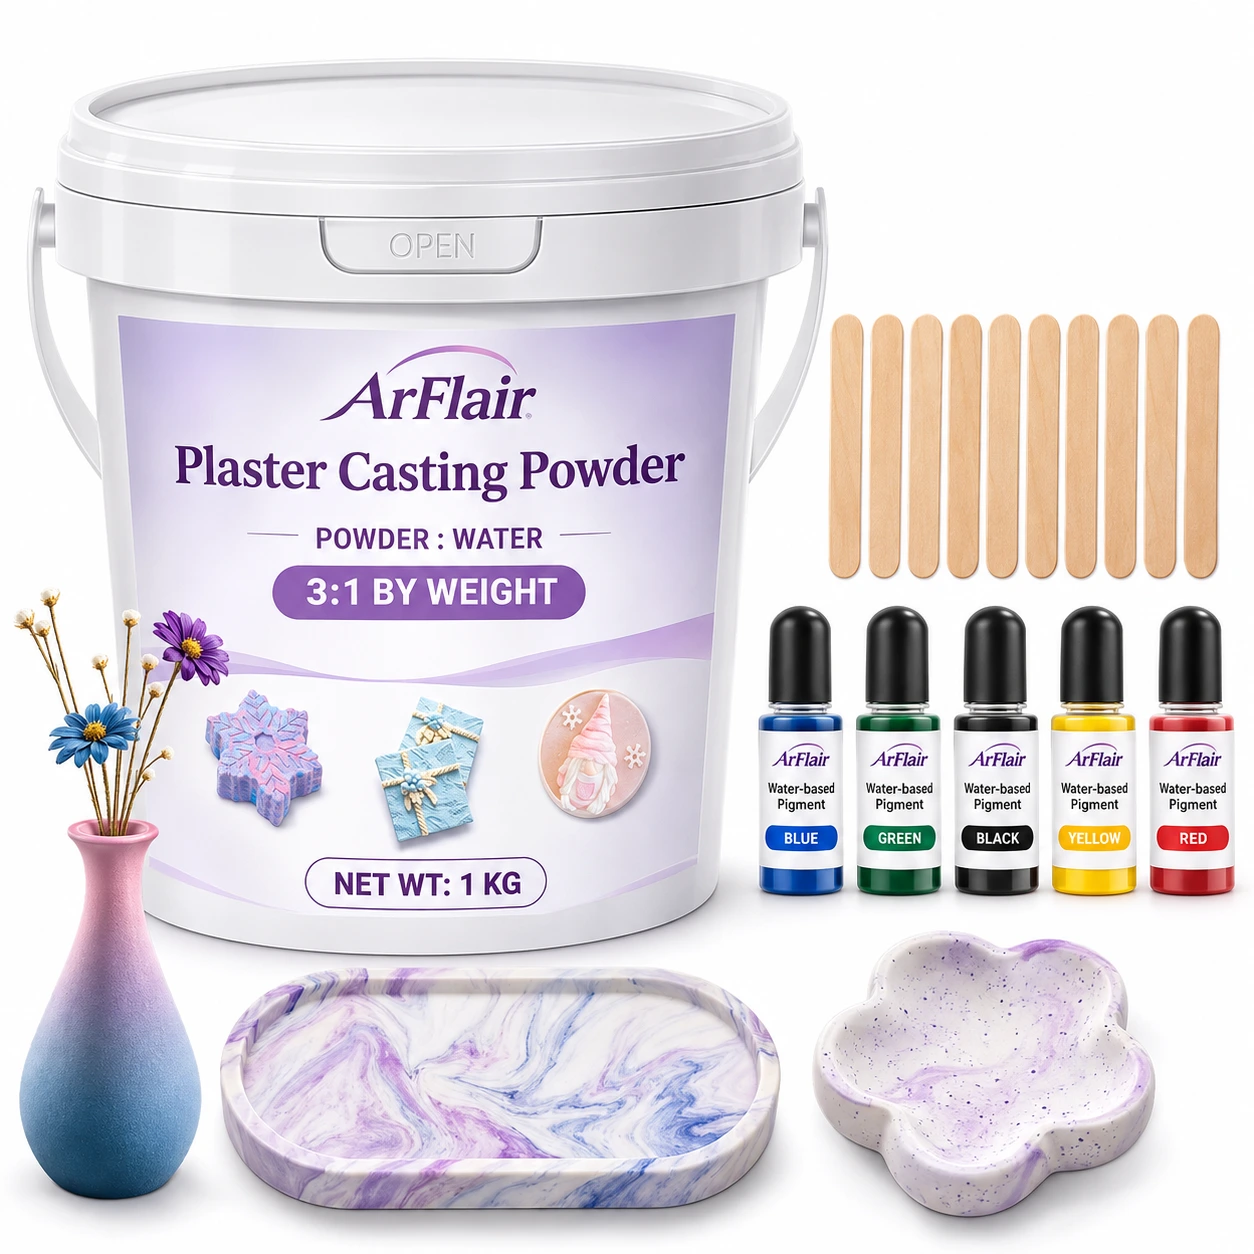 OPEN
ArFlair
Plaster Casting Powder
POWDER : WATER
3:1 BY WEIGHT
NET WT: 1 KG
ArFlair
Water-based
Pigment
BLUE
ArFlair
Water-based
Pigment
GREEN
ArFlair
Water-based
Pigment
BLACK
ArFlair
Water-based
Pigment
YELLOW
ArFlair
Water-based
Pigment
RED